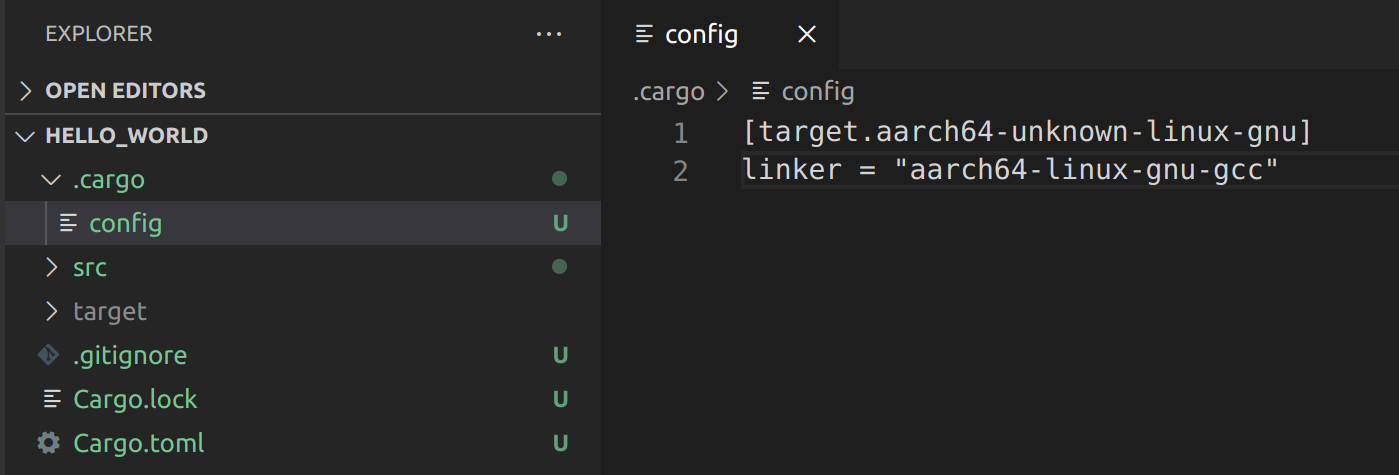 EXPLORER
OPEN EDITORS
HELLO_WORLD
.cargo
config U
src
target
.gitignore U
Cargo.lock U
Cargo.toml U
config
.cargo config
1 [target.aarch64-unknown-linux-gnu]
2 linker = "aarch64-linux-gnu-gcc"